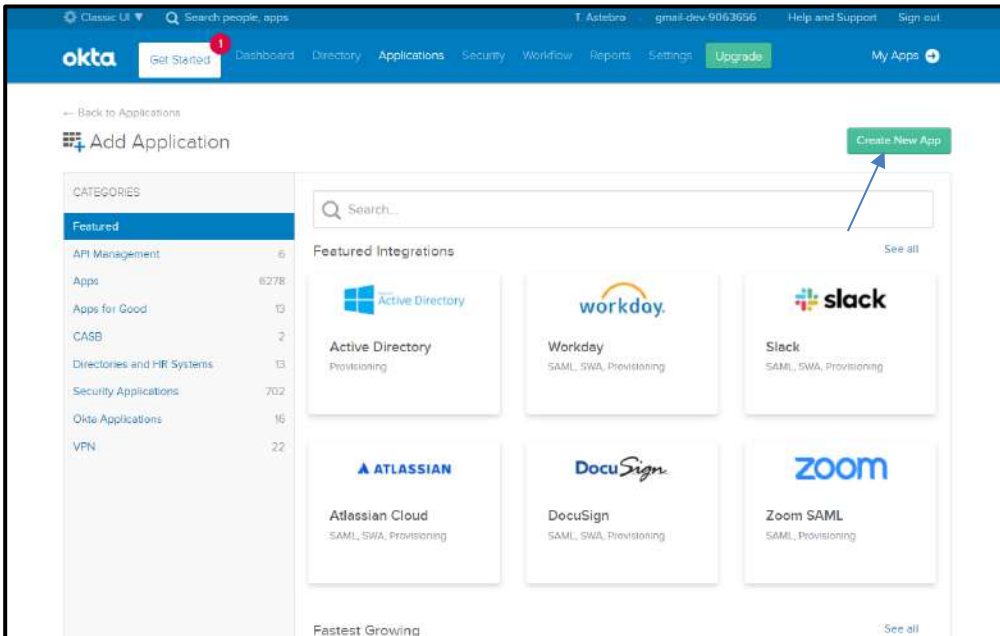 Classic UI ▼ Search people, apps T. Astebro gmail-dev-9063656 Help and Support Sign out
okta Get Started 1 Dashboard Directory Applications Security Workflow Reports Settings Upgrade My Apps
← Back to Applications
Add Application
Create New App
CATEGORIES
Featured
API Management 6
Apps 6278
Apps for Good 13
CASB 2
Directories and HR Systems 13
Security Applications 702
Okta Applications 16
VPN 22
Search...
Featured Integrations See all
Active Directory
workday.
slack
Active Directory
Provisioning
Workday
SAML, SWA, Provisioning
Slack
SAML, SWA, Provisioning
ATLASSIAN
DocuSign
zoom
Atlassian Cloud
SAML, SWA, Provisioning
DocuSign
SAML, SWA, Provisioning
Zoom SAML
SAML, Provisioning
Fastest Growing See all